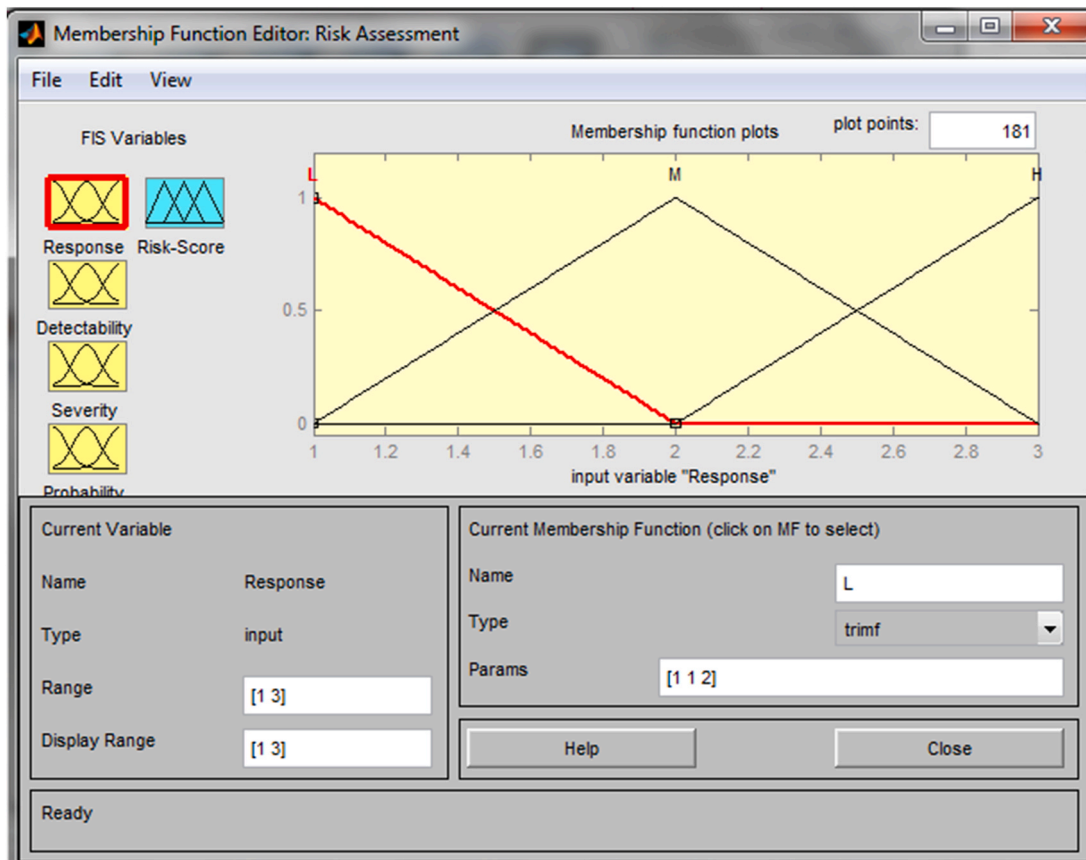 Membership Function Editor: Risk Assessment
File Edit View
FIS Variables
Membership function plots
plot points: 181
L M H
Response Risk-Score
Detectability
Severity
Probability
1
0.5
0
1 1.2 1.4 1.6 1.8 2 2.2 2.4 2.6 2.8 3
input variable "Response"
Current Variable
Name Response
Type input
Range [1 3]
Display Range [1 3]
Current Membership Function (click on MF to select)
Name L
Type trimf
Params [1 1 2]
Help Close
Ready